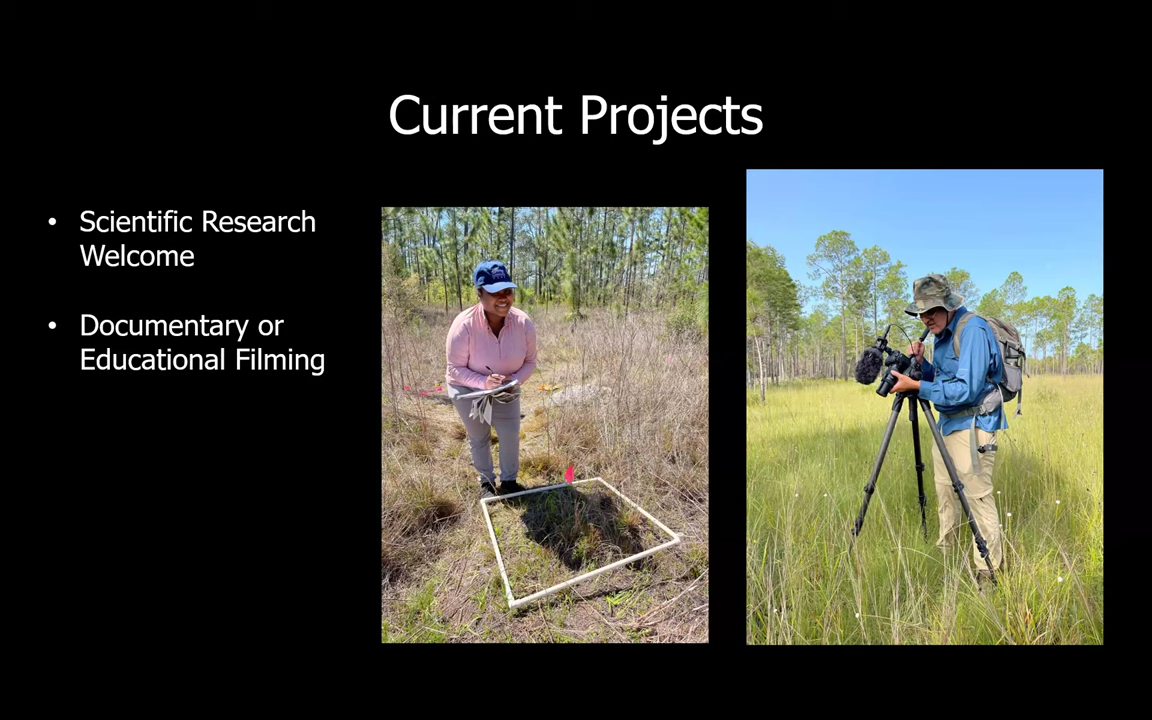 Current Projects
• Scientific Research
Welcome
• Documentary or
Educational Filming